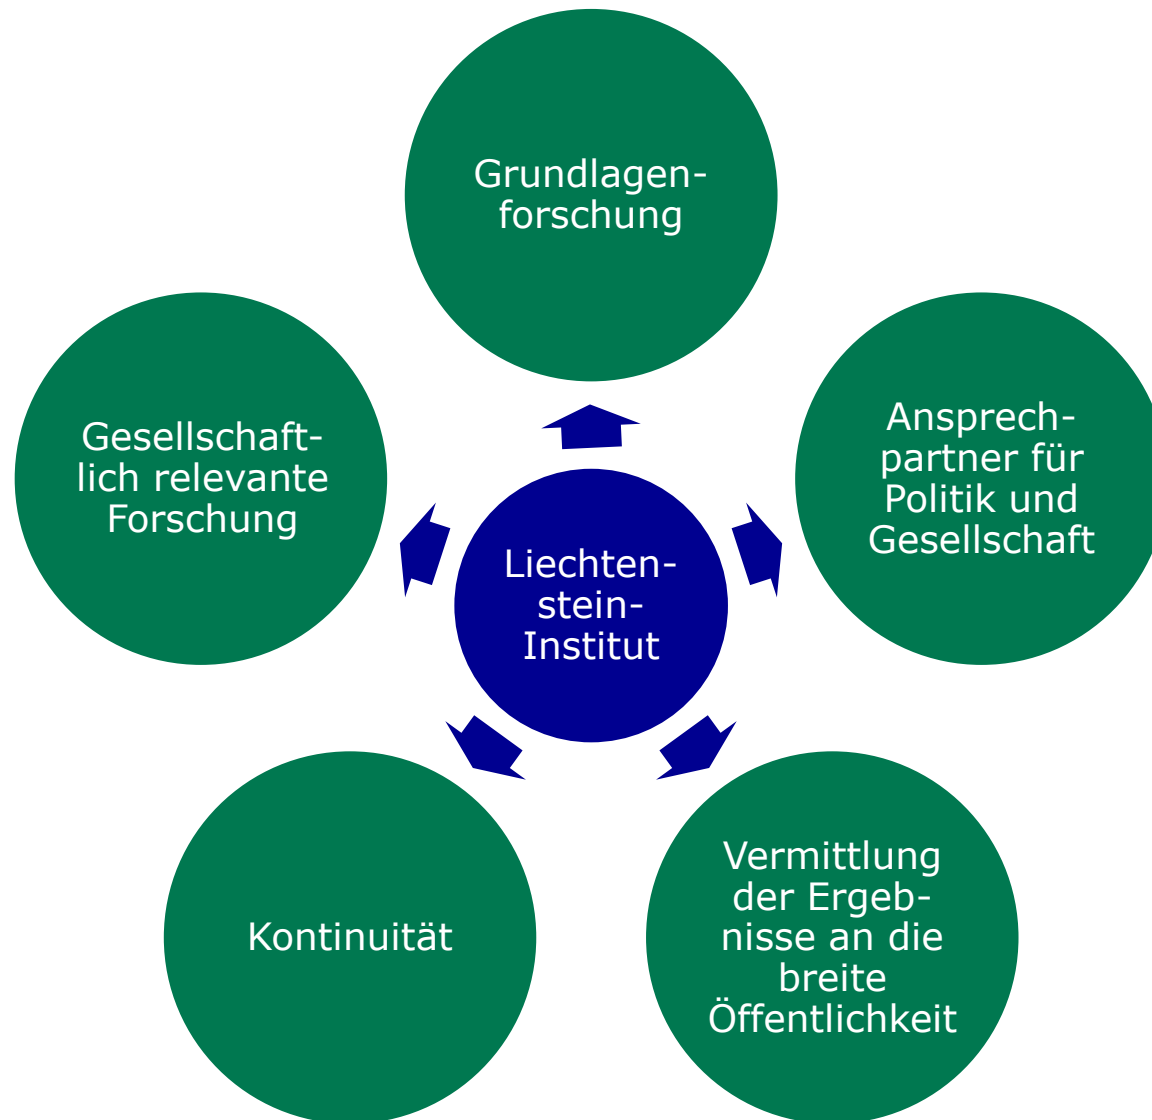 Grundlagen-
forschung
Ansprech-
partner für
Politik und
Gesellschaft
Vermittlung
der Ergeb-
nisse an die
breite
Öffentlichkeit
Kontinuität
Gesellschaft-
lich relevante
Forschung
Liechten-
stein-
Institut